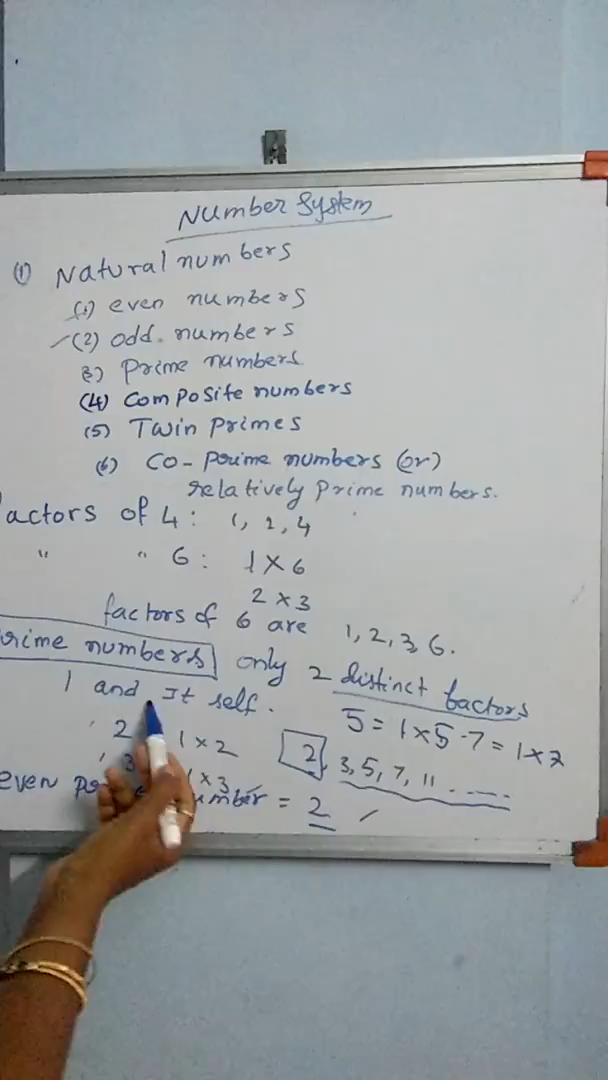 Number System
(1) Natural numbers
(1) even numbers
(2) odd numbers
(3) Prime numbers
(4) Composite numbers
(5) Twin primes
(6) Co-prime numbers (or)
relatively prime numbers.
actors of 4: 1, 2, 4
" " 6: 1 × 6
2 × 3
factors of 6 are 1, 2, 3, 6.
rime numbers only 2 distinct factors
1 and It self.
5 = 1×5 7 = 1×7
2 1×2
2, 3, 5, 7, 11 .....
3 1×3
even number = 2